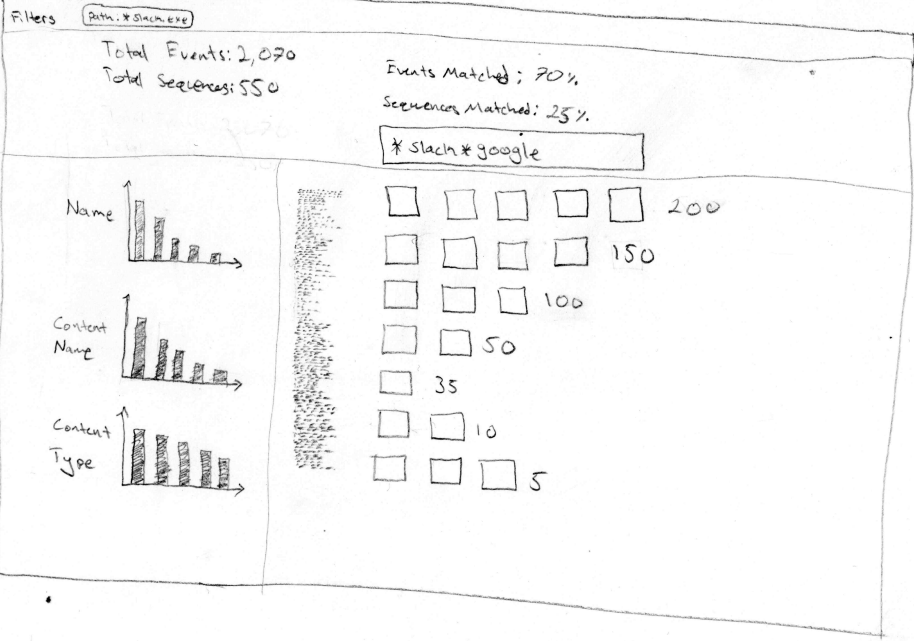 Filters path:*slack.exe
Total Events: 2,070
Total Sequences: 550
Events Matched: 70%
Sequences Matched: 25%
*slack*google
Name
Content
Name
Content
Type
200
150
100
50
35
10
5